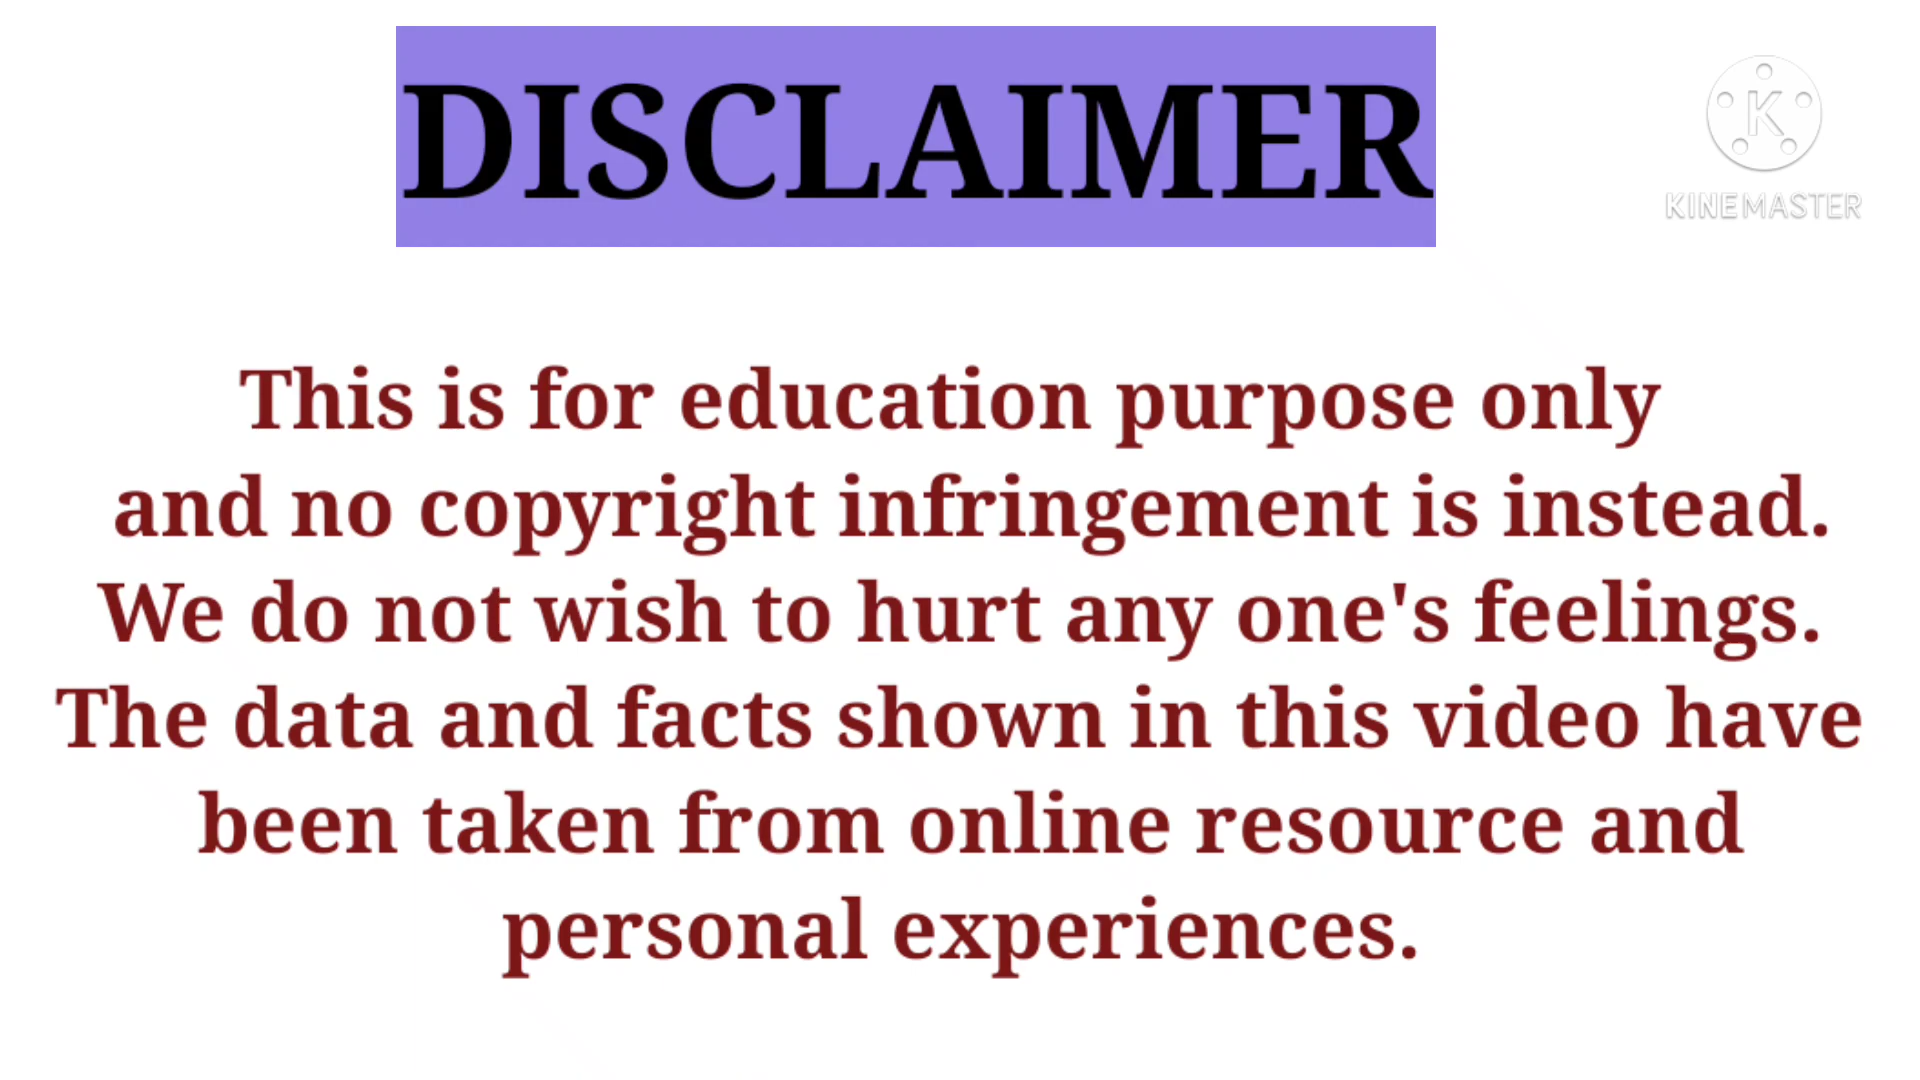 DISCLAIMER
KINEMASTER
This is for education purpose only
and no copyright infringement is instead.
We do not wish to hurt any one's feelings.
The data and facts shown in this video have
been taken from online resource and
personal experiences.